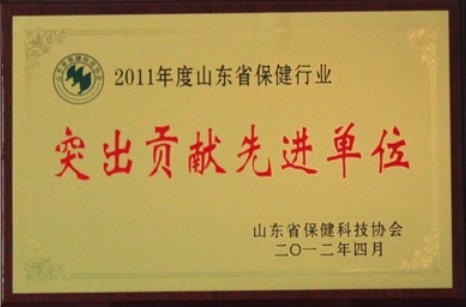 2011年度山东省保健行业
突出贡献先进单位
山东省保健科技协会
二〇一二年四月